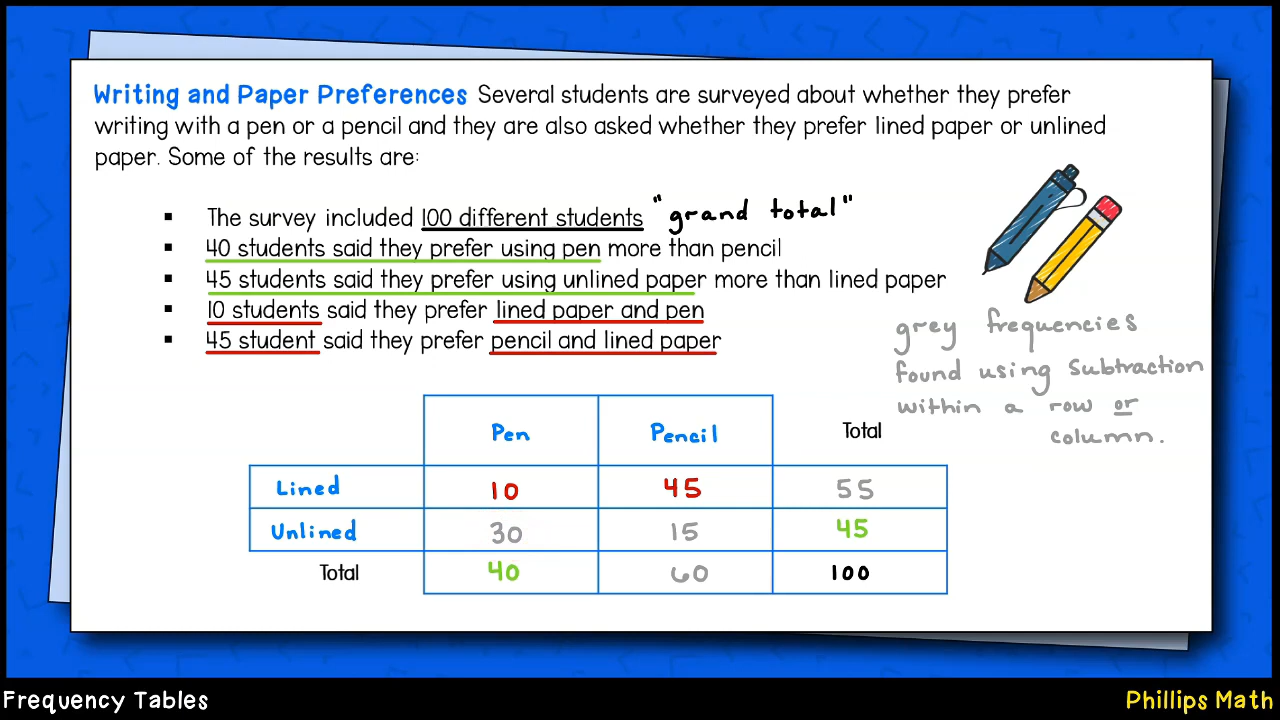 Writing and Paper Preferences Several students are surveyed about whether they prefer
writing with a pen or a pencil and they are also asked whether they prefer lined paper or unlined
paper. Some of the results are:
▪ The survey included 100 different students "grand total"
▪ 40 students said they prefer using pen more than pencil
▪ 45 students said they prefer using unlined paper more than lined paper
▪ 10 students said they prefer lined paper and pen
▪ 45 student said they prefer pencil and lined paper
grey frequencies
found using subtraction
within a row or
column.
Pen Pencil Total
Lined 10 45 55
Unlined 30 15 45
Total 40 60 100
Frequency Tables
Phillips Math